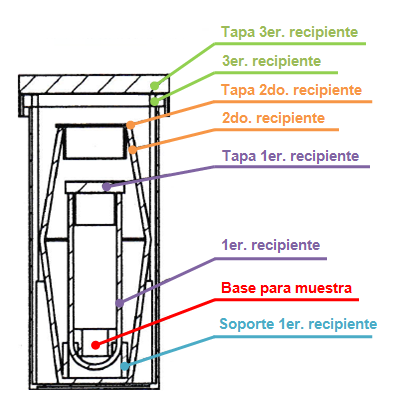 Tapa 3er. recipiente
3er. recipiente
Tapa 2do. recipiente
2do. recipiente
Tapa 1er. recipiente
1er. recipiente
Base para muestra
Soporte 1er. recipiente